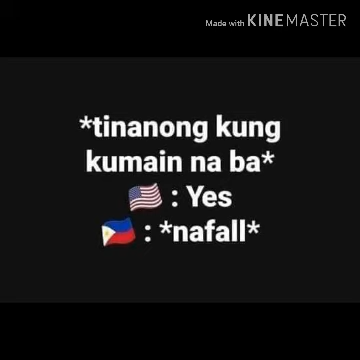 Made with KINEMASTER
*tinanong kung
kumain na ba*
🇺🇸 : Yes
🇵🇭 : *nafall*